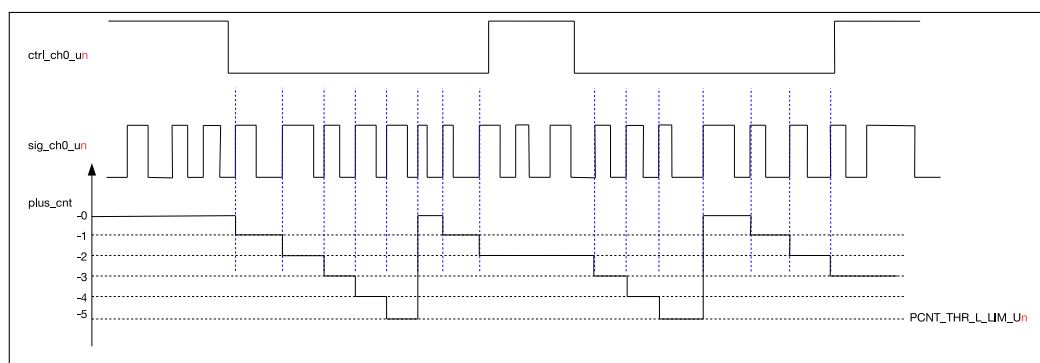 ctrl_ch0_un
sig_ch0_un
plus_cnt
-0
-1
-2
-3
-4
-5
PCNT_THR_L_LIM_Un